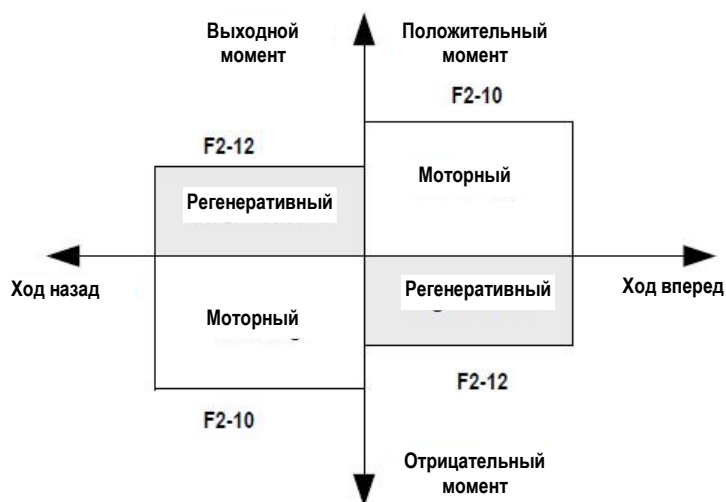 Выходной
момент
Положительный
момент
F2-10
F2-12
Моторный
Регенеративный
Ход назад
Ход вперед
Регенеративный
Моторный
F2-12
F2-10
Отрицательный
момент